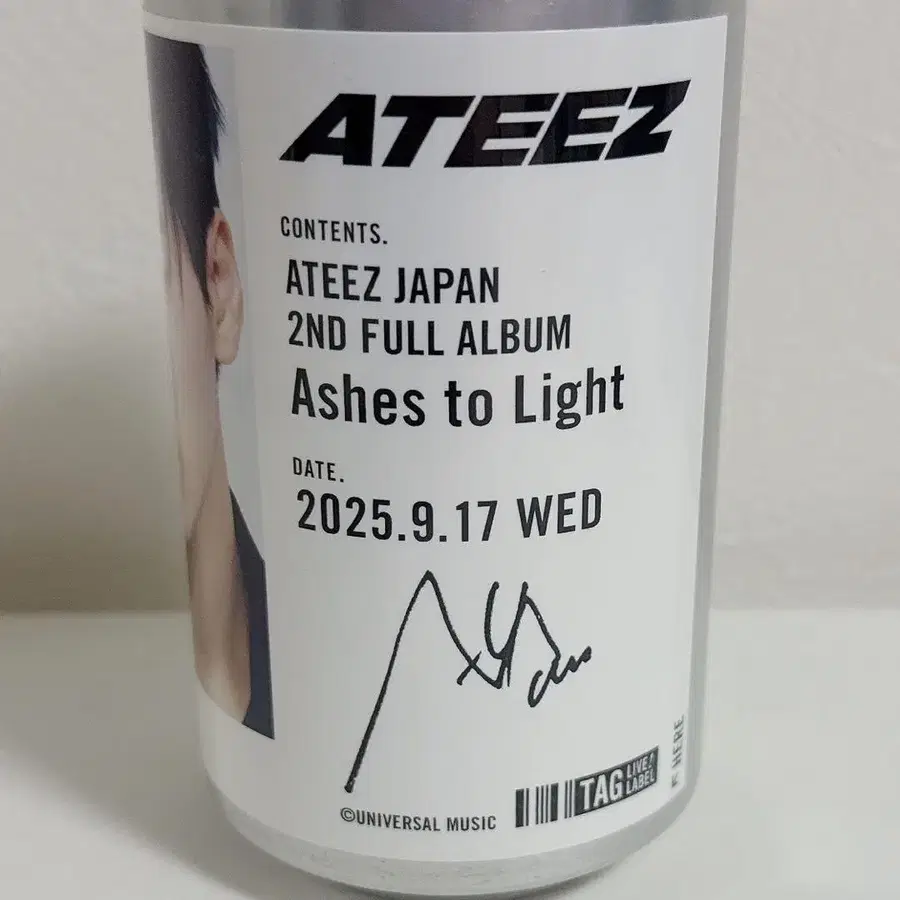 ATEEZ
CONTENTS.
ATEEZ JAPAN
2ND FULL ALBUM
Ashes to Light
DATE.
2025.9.17 WED
©UNIVERSAL MUSIC
TAG
LIVE
LABEL
HERE